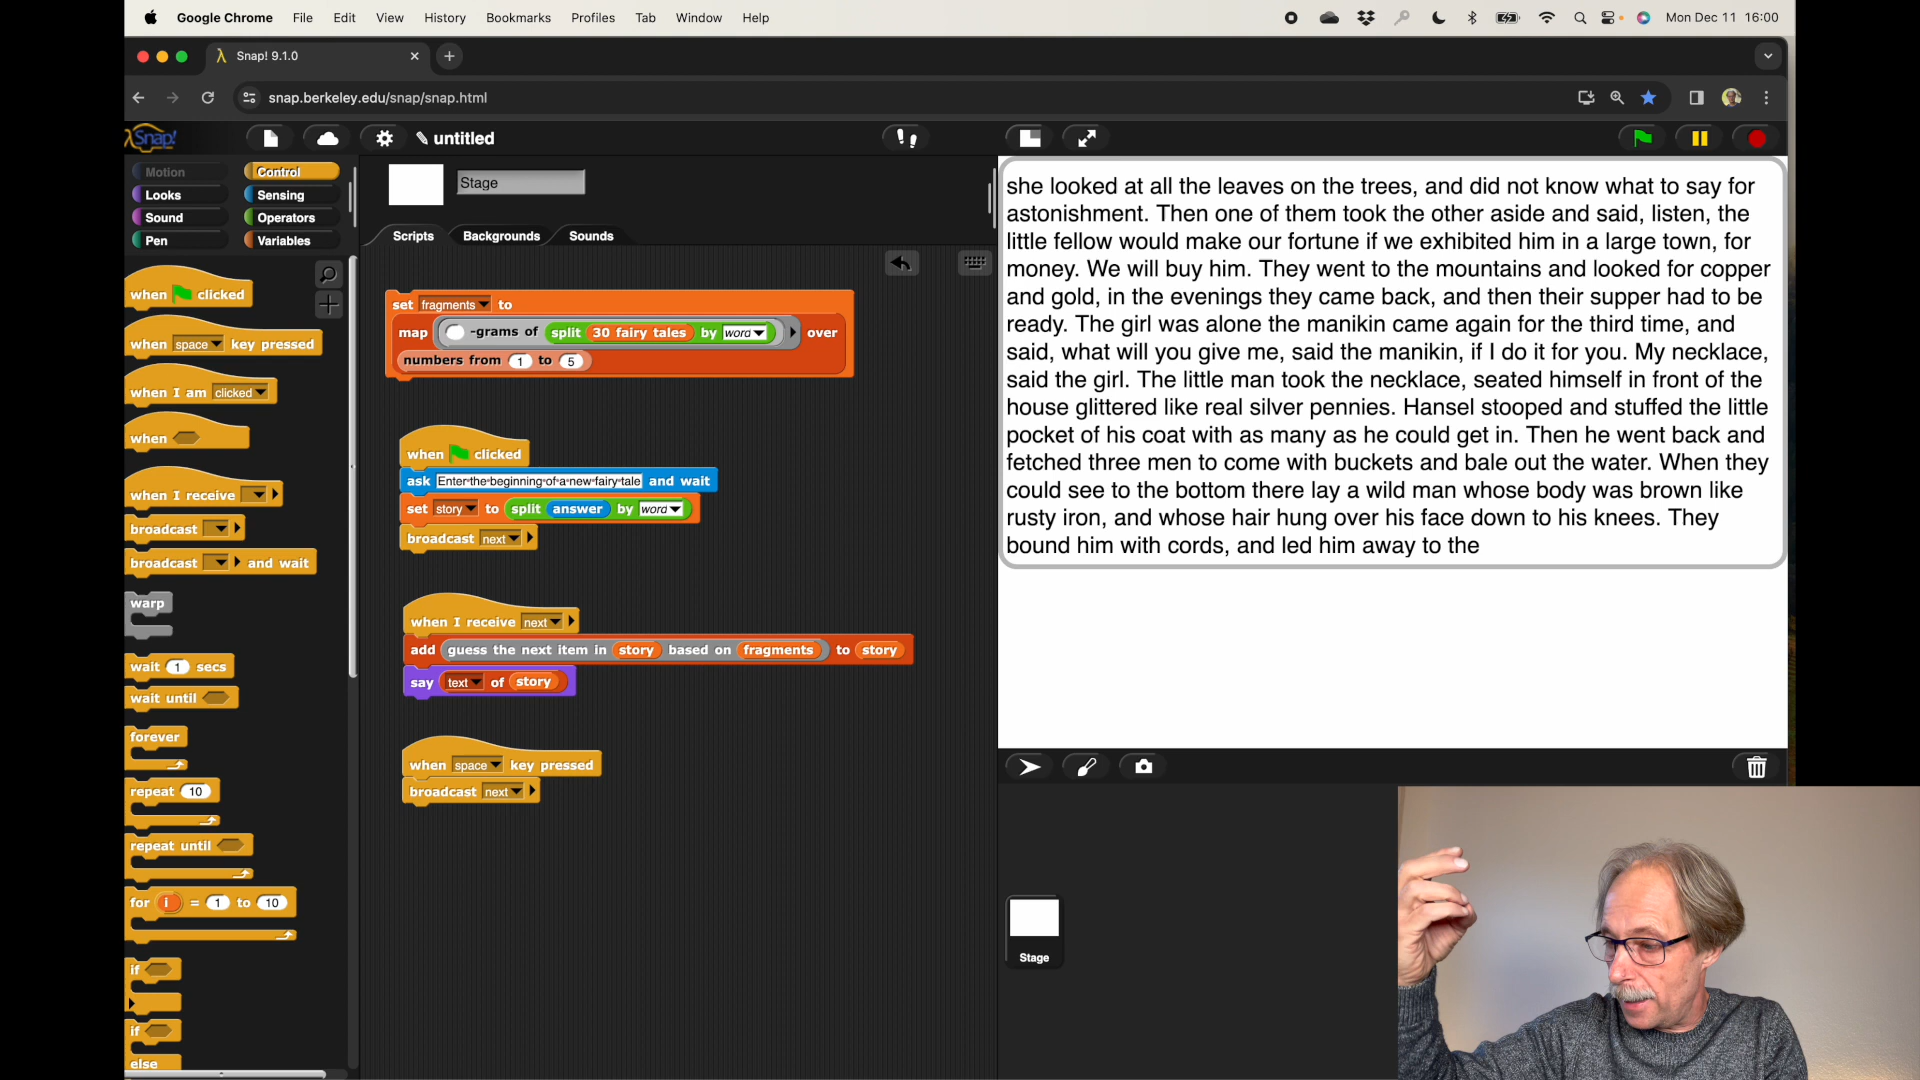 Google Chrome File Edit View History Bookmarks Profiles Tab Window Help Mon Dec 11 16:00
Snap! 9.1.0
snap.berkeley.edu/snap/snap.html
Snap! untitled
Motion Control
Looks Sensing
Sound Operators
Pen Variables
when clicked
when space key pressed
when I am clicked
when
when I receive
broadcast
broadcast and wait
warp
wait 1 secs
wait until
forever
repeat 10
repeat until
for i = 1 to 10
if
if
else
Stage
Scripts Backgrounds Sounds
set fragments to
map -grams of split 30 fairy tales by word over
numbers from 1 to 5
when clicked
ask Enter·the·beginning·of·a·new·fairy·tale and wait
set story to split answer by word
broadcast next
when I receive next
add guess the next item in story based on fragments to story
say text of story
when space key pressed
broadcast next
she looked at all the leaves on the trees, and did not know what to say for
astonishment. Then one of them took the other aside and said, listen, the
little fellow would make our fortune if we exhibited him in a large town, for
money. We will buy him. They went to the mountains and looked for copper
and gold, in the evenings they came back, and then their supper had to be
ready. The girl was alone the manikin came again for the third time, and
said, what will you give me, said the manikin, if I do it for you. My necklace,
said the girl. The little man took the necklace, seated himself in front of the
house glittered like real silver pennies. Hansel stooped and stuffed the little
pocket of his coat with as many as he could get in. Then he went back and
fetched three men to come with buckets and bale out the water. When they
could see to the bottom there lay a wild man whose body was brown like
rusty iron, and whose hair hung over his face down to his knees. They
bound him with cords, and led him away to the
Stage